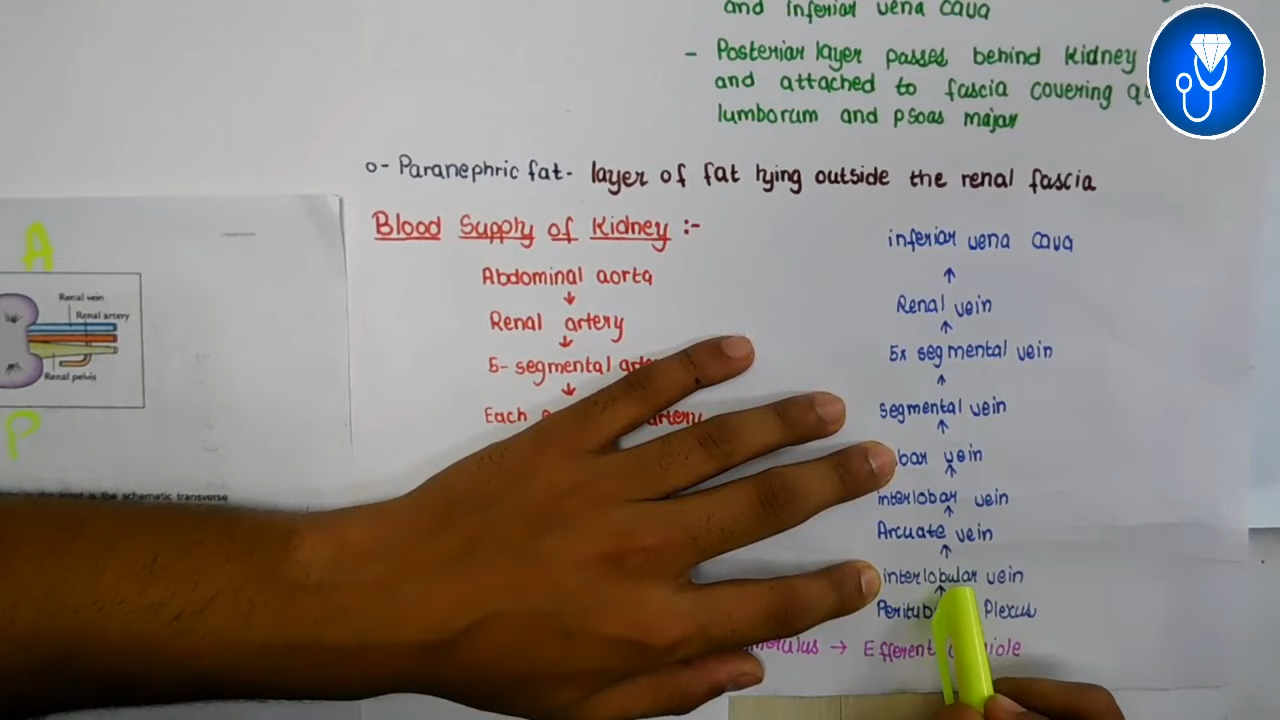 and inferior vena cava
- Posterior layer passes behind kidney
and attached to fascia covering
lumborum and psoas major
o- Paranephric fat- layer of fat lying outside the renal fascia
Blood Supply of Kidney :-
Abdominal aorta
↓
Renal artery
↓
5- segmental
↓
Each
inferior vena cava
↑
Renal vein
↑
5x segmental vein
↑
segmental vein
↑
vein
↑
interlobar vein
↑
Arcuate vein
↑
interlobular vein
↑
Plexus
→ Efferent
A
Renal vein
Renal artery
Renal pelvis
P
is the schematic transverse